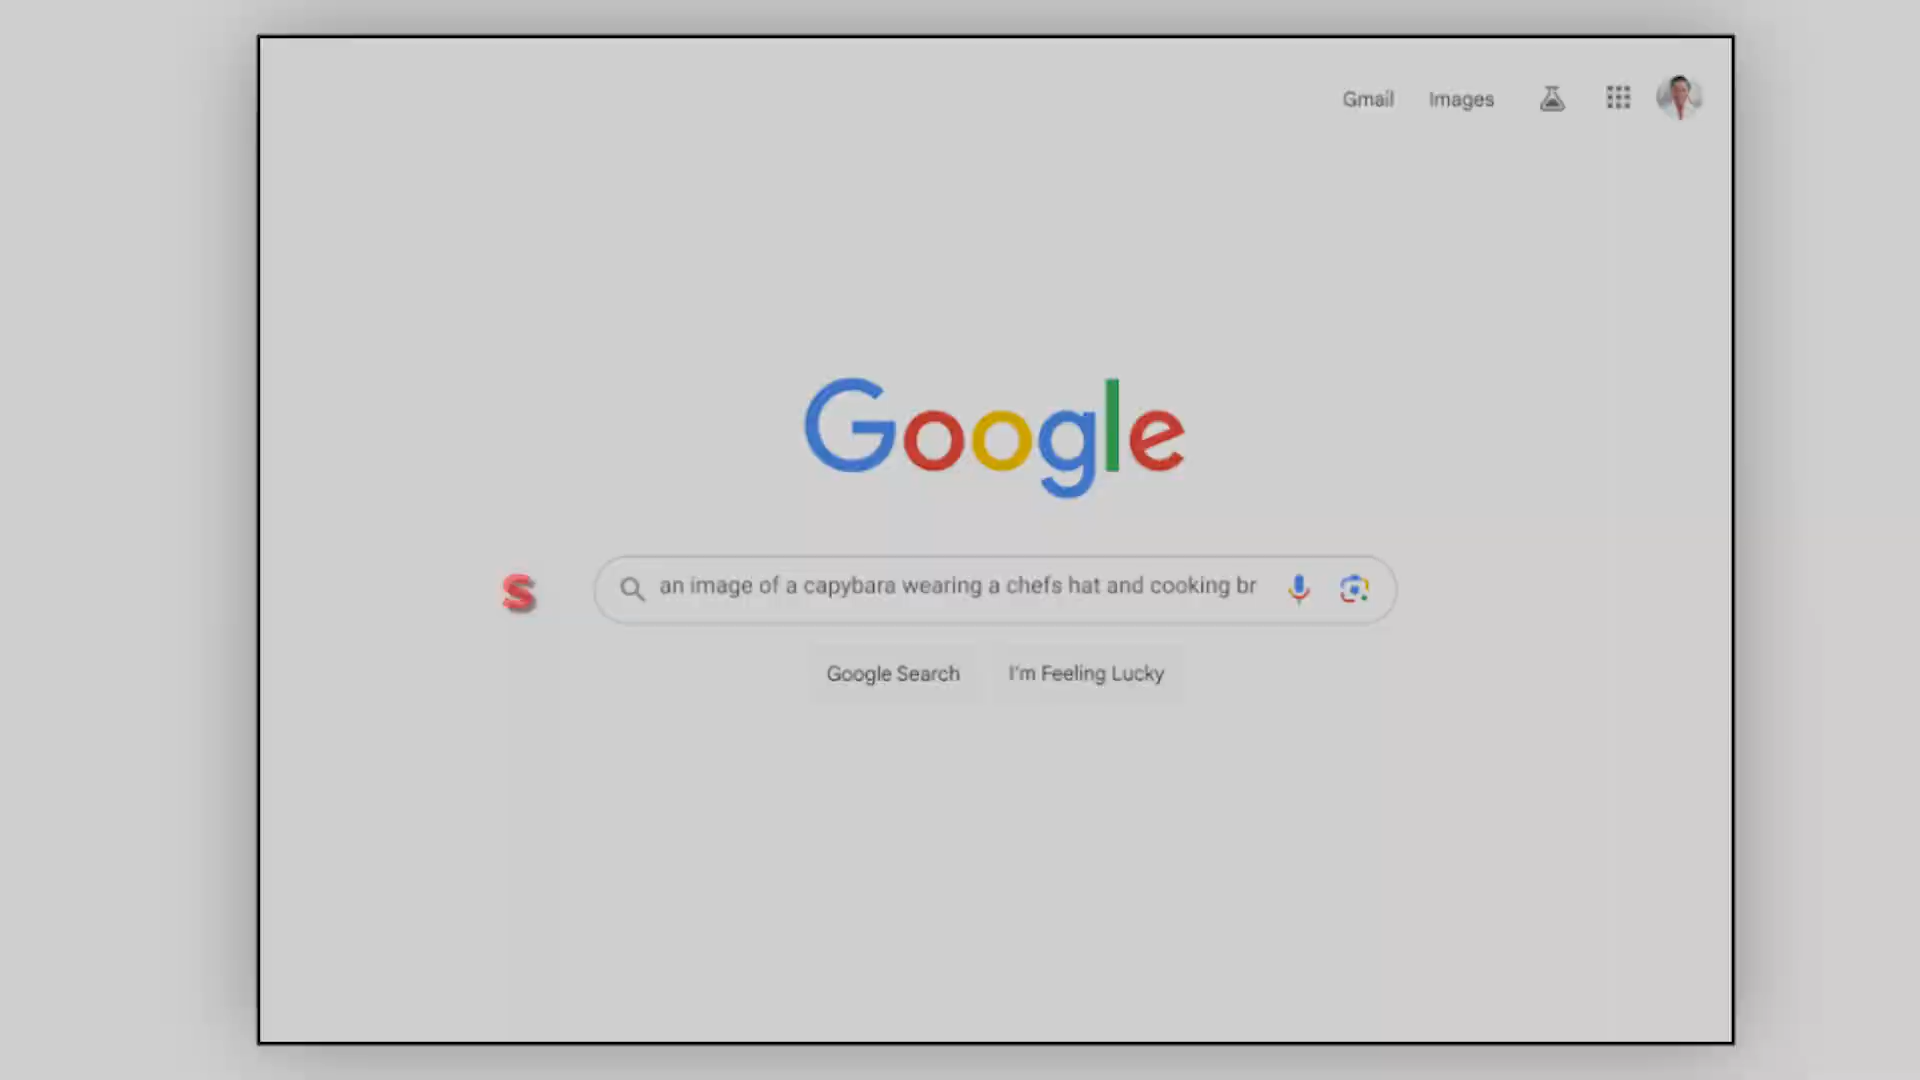 Gmail Images
Google
S
an image of a capybara wearing a chefs hat and cooking br
Google Search I'm Feeling Lucky